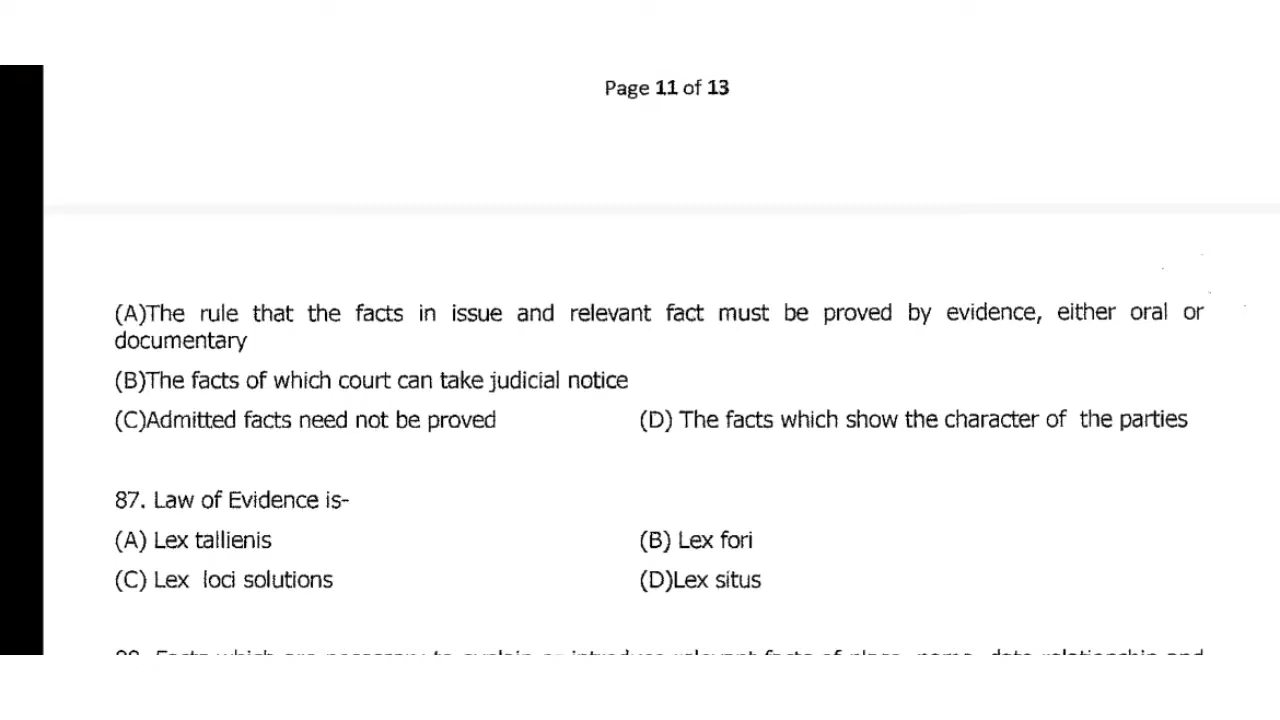 Page 11 of 13
(A)The rule that the facts in issue and relevant fact must be proved by evidence, either oral or
documentary
(B)The facts of which court can take judicial notice
(C)Admitted facts need not be proved (D) The facts which show the character of the parties
87. Law of Evidence is-
(A) Lex tallienis (B) Lex fori
(C) Lex loci solutions (D)Lex situs